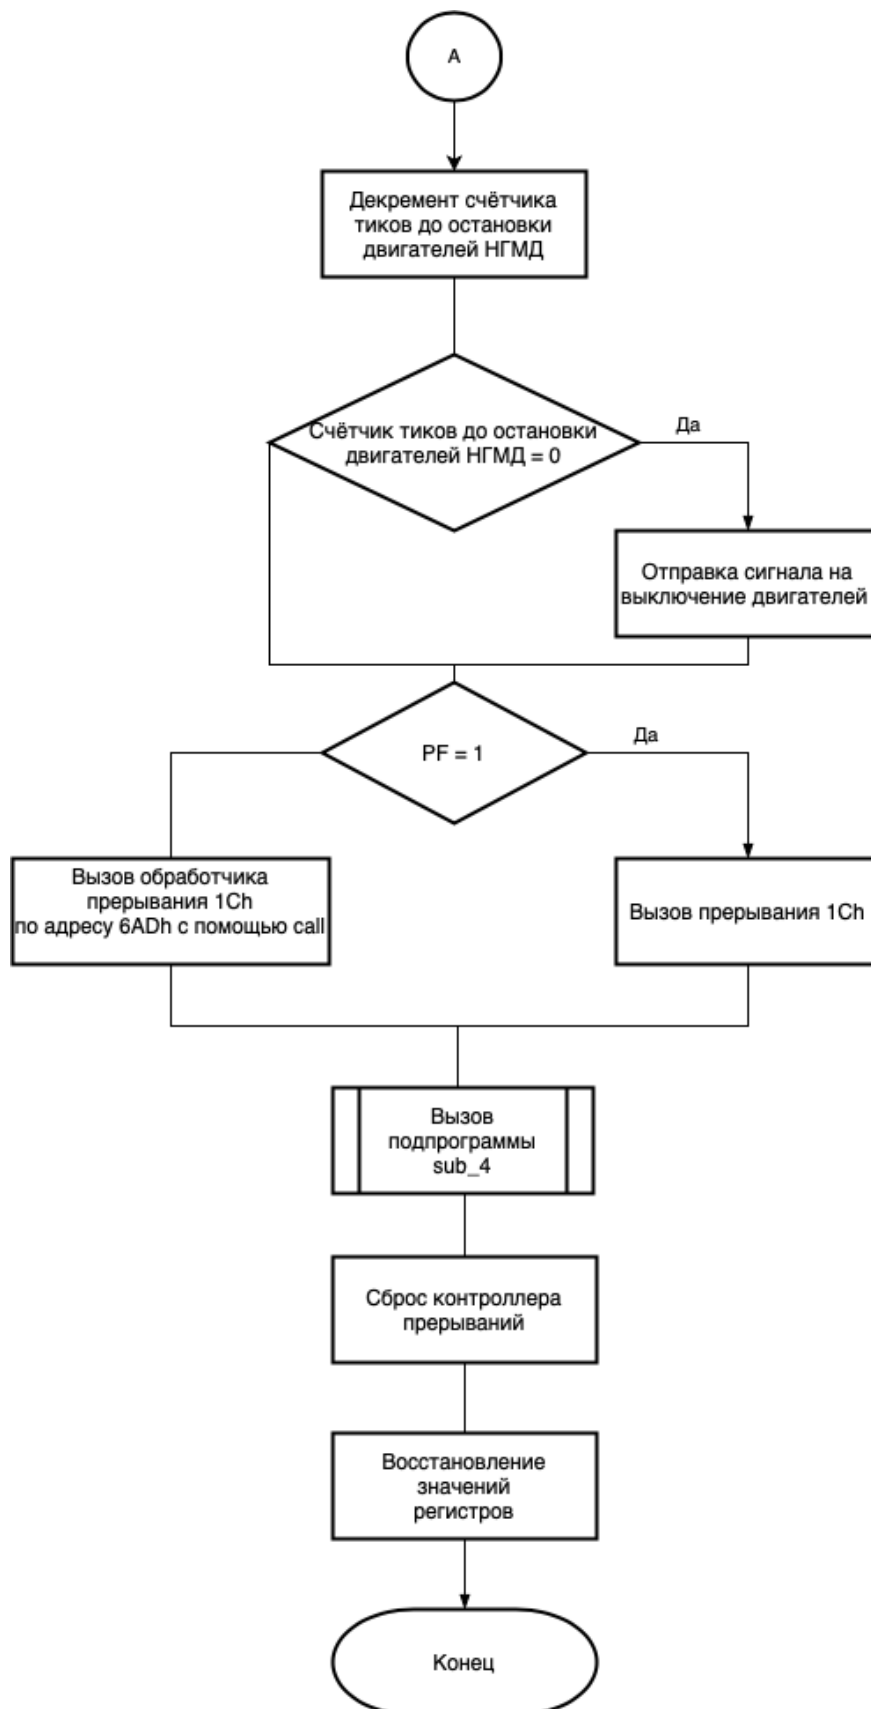 А
Декремент счётчика
тиков до остановки
двигателей НГМД
Счётчик тиков до остановки
двигателей НГМД = 0
Да
Отправка сигнала на
выключение двигателей
PF = 1
Да
Вызов обработчика
прерывания 1Ch
по адресу 6ADh с помощью call
Вызов прерывания 1Ch
Вызов
подпрограммы
sub_4
Сброс контроллера
прерываний
Восстановление
значений
регистров
Конец